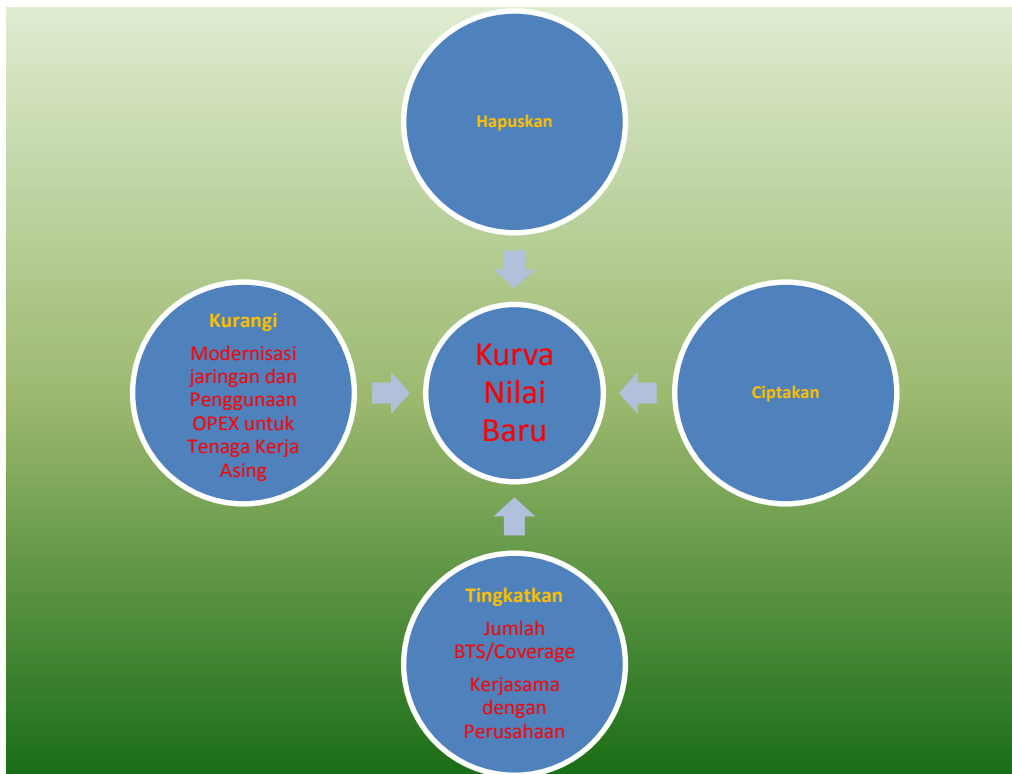 Hapuskan
Kurangi
Modernisasi
jaringan dan
Penggunaan
OPEX untuk
Tenaga Kerja
Asing
Kurva
Nilai
Baru
Ciptakan
Tingkatkan
Jumlah
BTS/Coverage
Kerjasama
dengan
Perusahaan